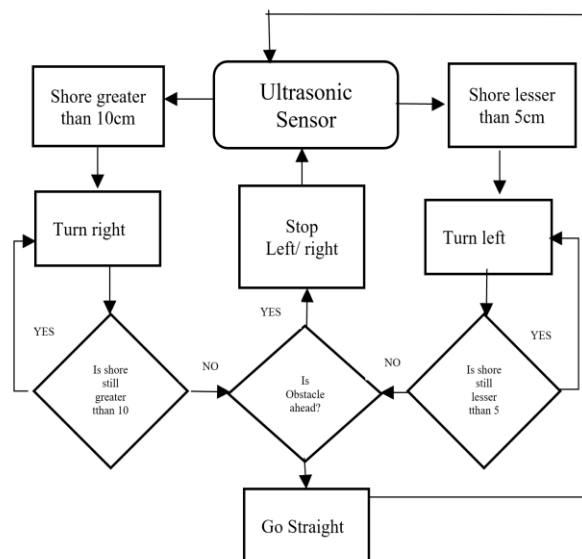 Shore greater
than 10cm
Ultrasonic
Sensor
Shore lesser
than 5cm
Turn right
Stop
Left/ right
Turn left
YES
YES
YES
Is shore
still
greater
tthan 10
NO
Is
Obstacle
ahead?
NO
Is shore
still
lesser
tthan 5
Go Straight